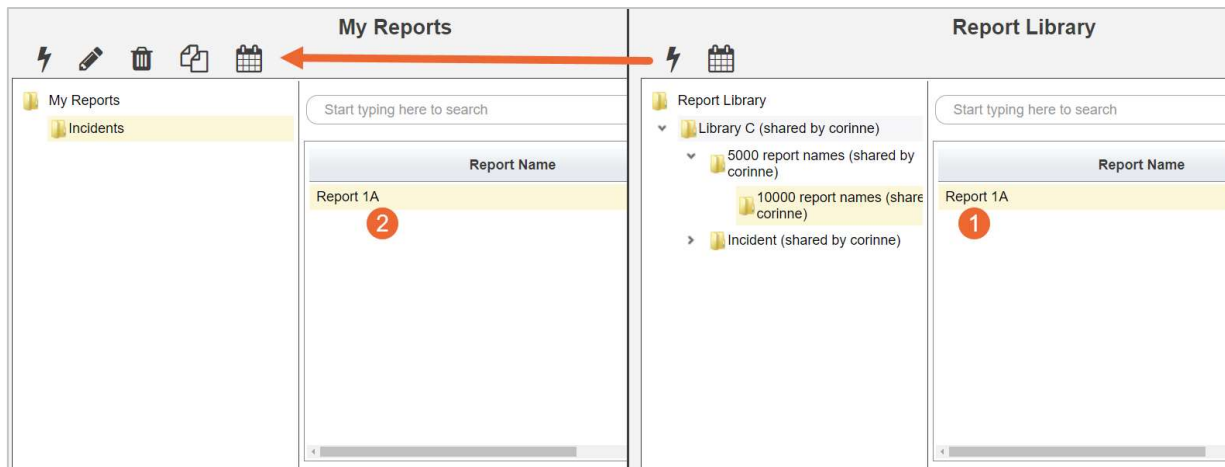 My Reports
My Reports
Incidents
Start typing here to search
Report Name
Report 1A
2
Report Library
Report Library
Library C (shared by corinne)
5000 report names (shared by
corinne)
10000 report names (share
corinne)
Incident (shared by corinne)
Start typing here to search
Report Name
Report 1A
1